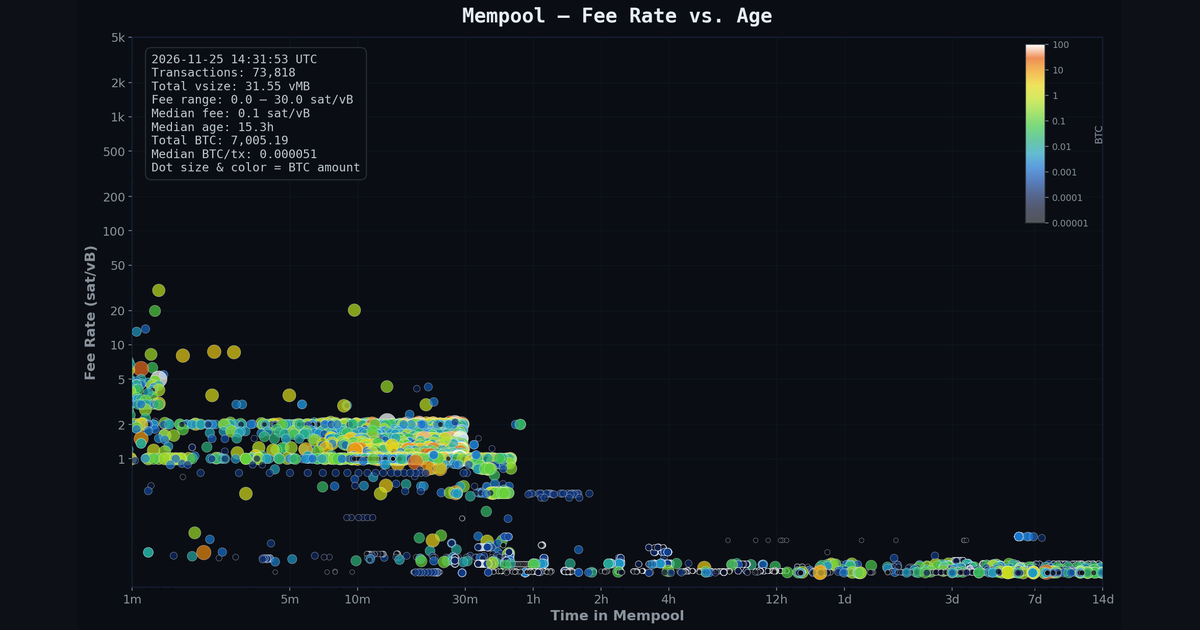 Mempool — Fee Rate vs. Age
2026-11-25 14:31:53 UTC
Transactions: 73,818
Total vsize: 31.55 vMB
Fee range: 0.0 — 30.0 sat/vB
Median fee: 0.1 sat/vB
Median age: 15.3h
Total BTC: 7,005.19
Median BTC/tx: 0.000051
Dot size & color = BTC amount
5k
2k
1k
500
200
100
50
20
10
5
2
1
Fee Rate (sat/vB)
100
10
1
0.1
0.01
0.001
0.0001
0.00001
BTC
1m 5m 10m 30m 1h 2h 4h 12h 1d 3d 7d 14d
Time in Mempool